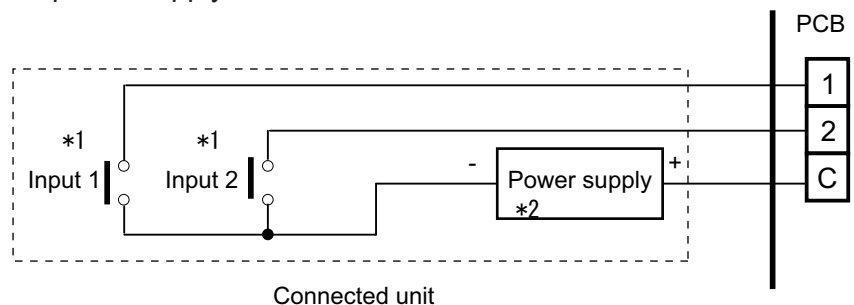 PCB
1
*1 *1
2
Input 1 Input 2 - Power supply +
*2
C
Connected unit